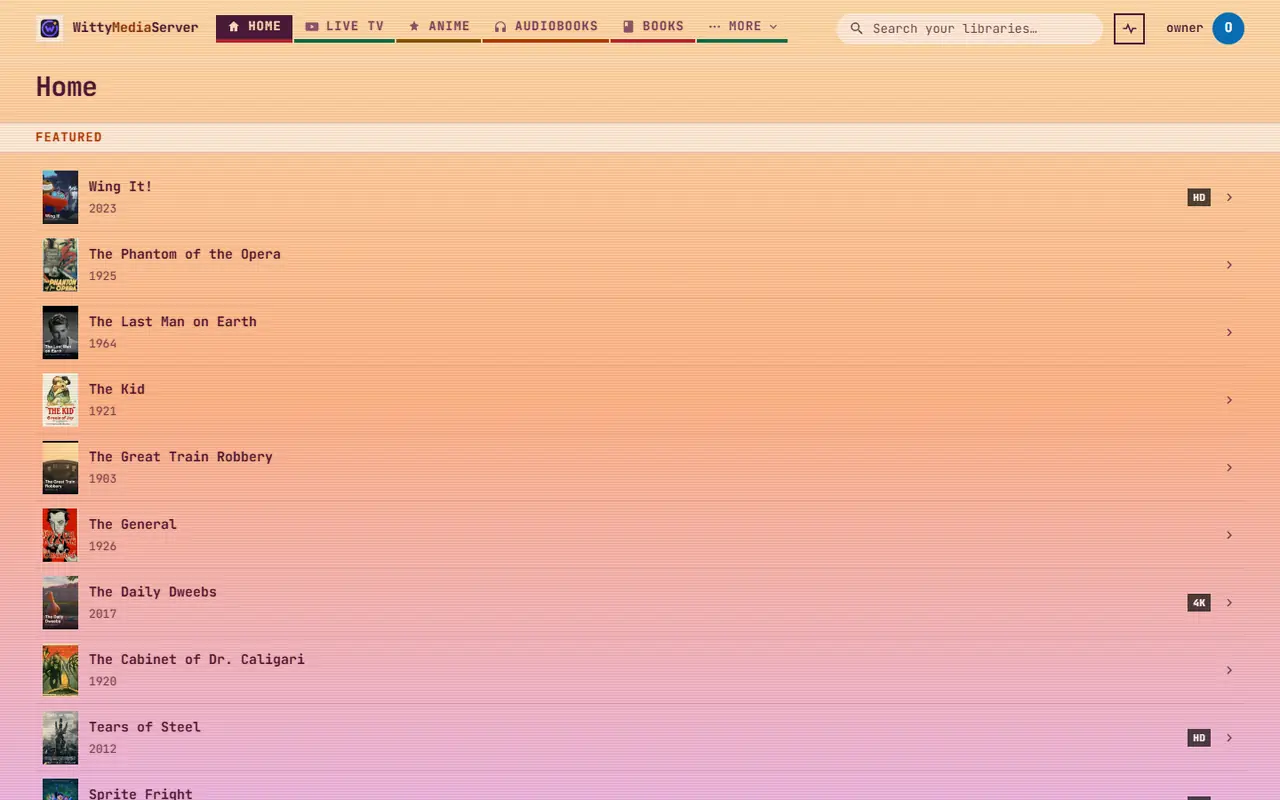 WittyMediaServer
HOME
LIVE TV
ANIME
AUDIOBOOKS
BOOKS
MORE
Search your libraries…
owner
O
Home
FEATURED
Wing It!
2023
HD
The Phantom of the Opera
1925
The Last Man on Earth
1964
The Kid
1921
The Great Train Robbery
1903
The General
1926
The Daily Dweebs
2017
4K
The Cabinet of Dr. Caligari
1920
Tears of Steel
2012
HD
Sprite Fright